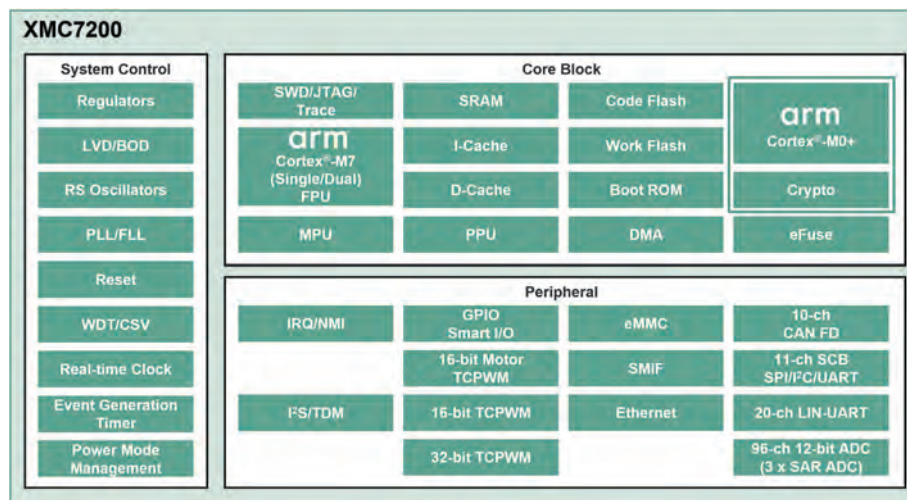 XMC7200
System Control
Regulators
LVD/BOD
RS Oscillators
PLL/FLL
Reset
WDT/CSV
Real-time Clock
Event Generation
Timer
Power Mode
Management
Core Block
SWD/JTAG/
Trace
SRAM
Code Flash
arm
Cortex®-M0+
arm
Cortex®-M7
(Single/Dual)
FPU
I-Cache
Work Flash
D-Cache
Boot ROM
Crypto
MPU
PPU
DMA
eFuse
Peripheral
IRQ/NMI
GPIO
Smart I/O
eMMC
10-ch
CAN FD
16-bit Motor
TCPWM
SMIF
11-ch SCB
SPI/I²C/UART
I²S/TDM
16-bit TCPWM
Ethernet
20-ch LIN-UART
32-bit TCPWM
96-ch 12-bit ADC
(3 x SAR ADC)